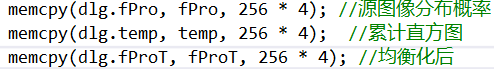 memcpy(dlg.fPro, fPro, 256 * 4); //源图像分布概率
memcpy(dlg.temp, temp, 256 * 4);  //累计直方图
memcpy(dlg.fProT, fProT, 256 * 4); //均衡化后